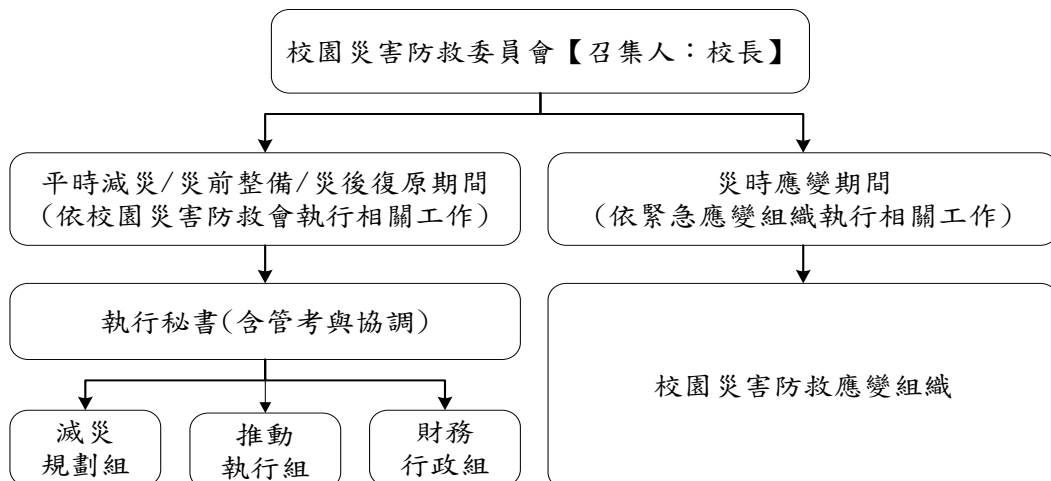 校園災害防救委員會【召集人：校長】
平時減災/災前整備/災後復原期間
(依校園災害防救會執行相關工作)
災時應變期間
(依緊急應變組織執行相關工作)
執行秘書(含管考與協調)
校園災害防救應變組織
減災
規劃組
推動
執行組
財務
行政組